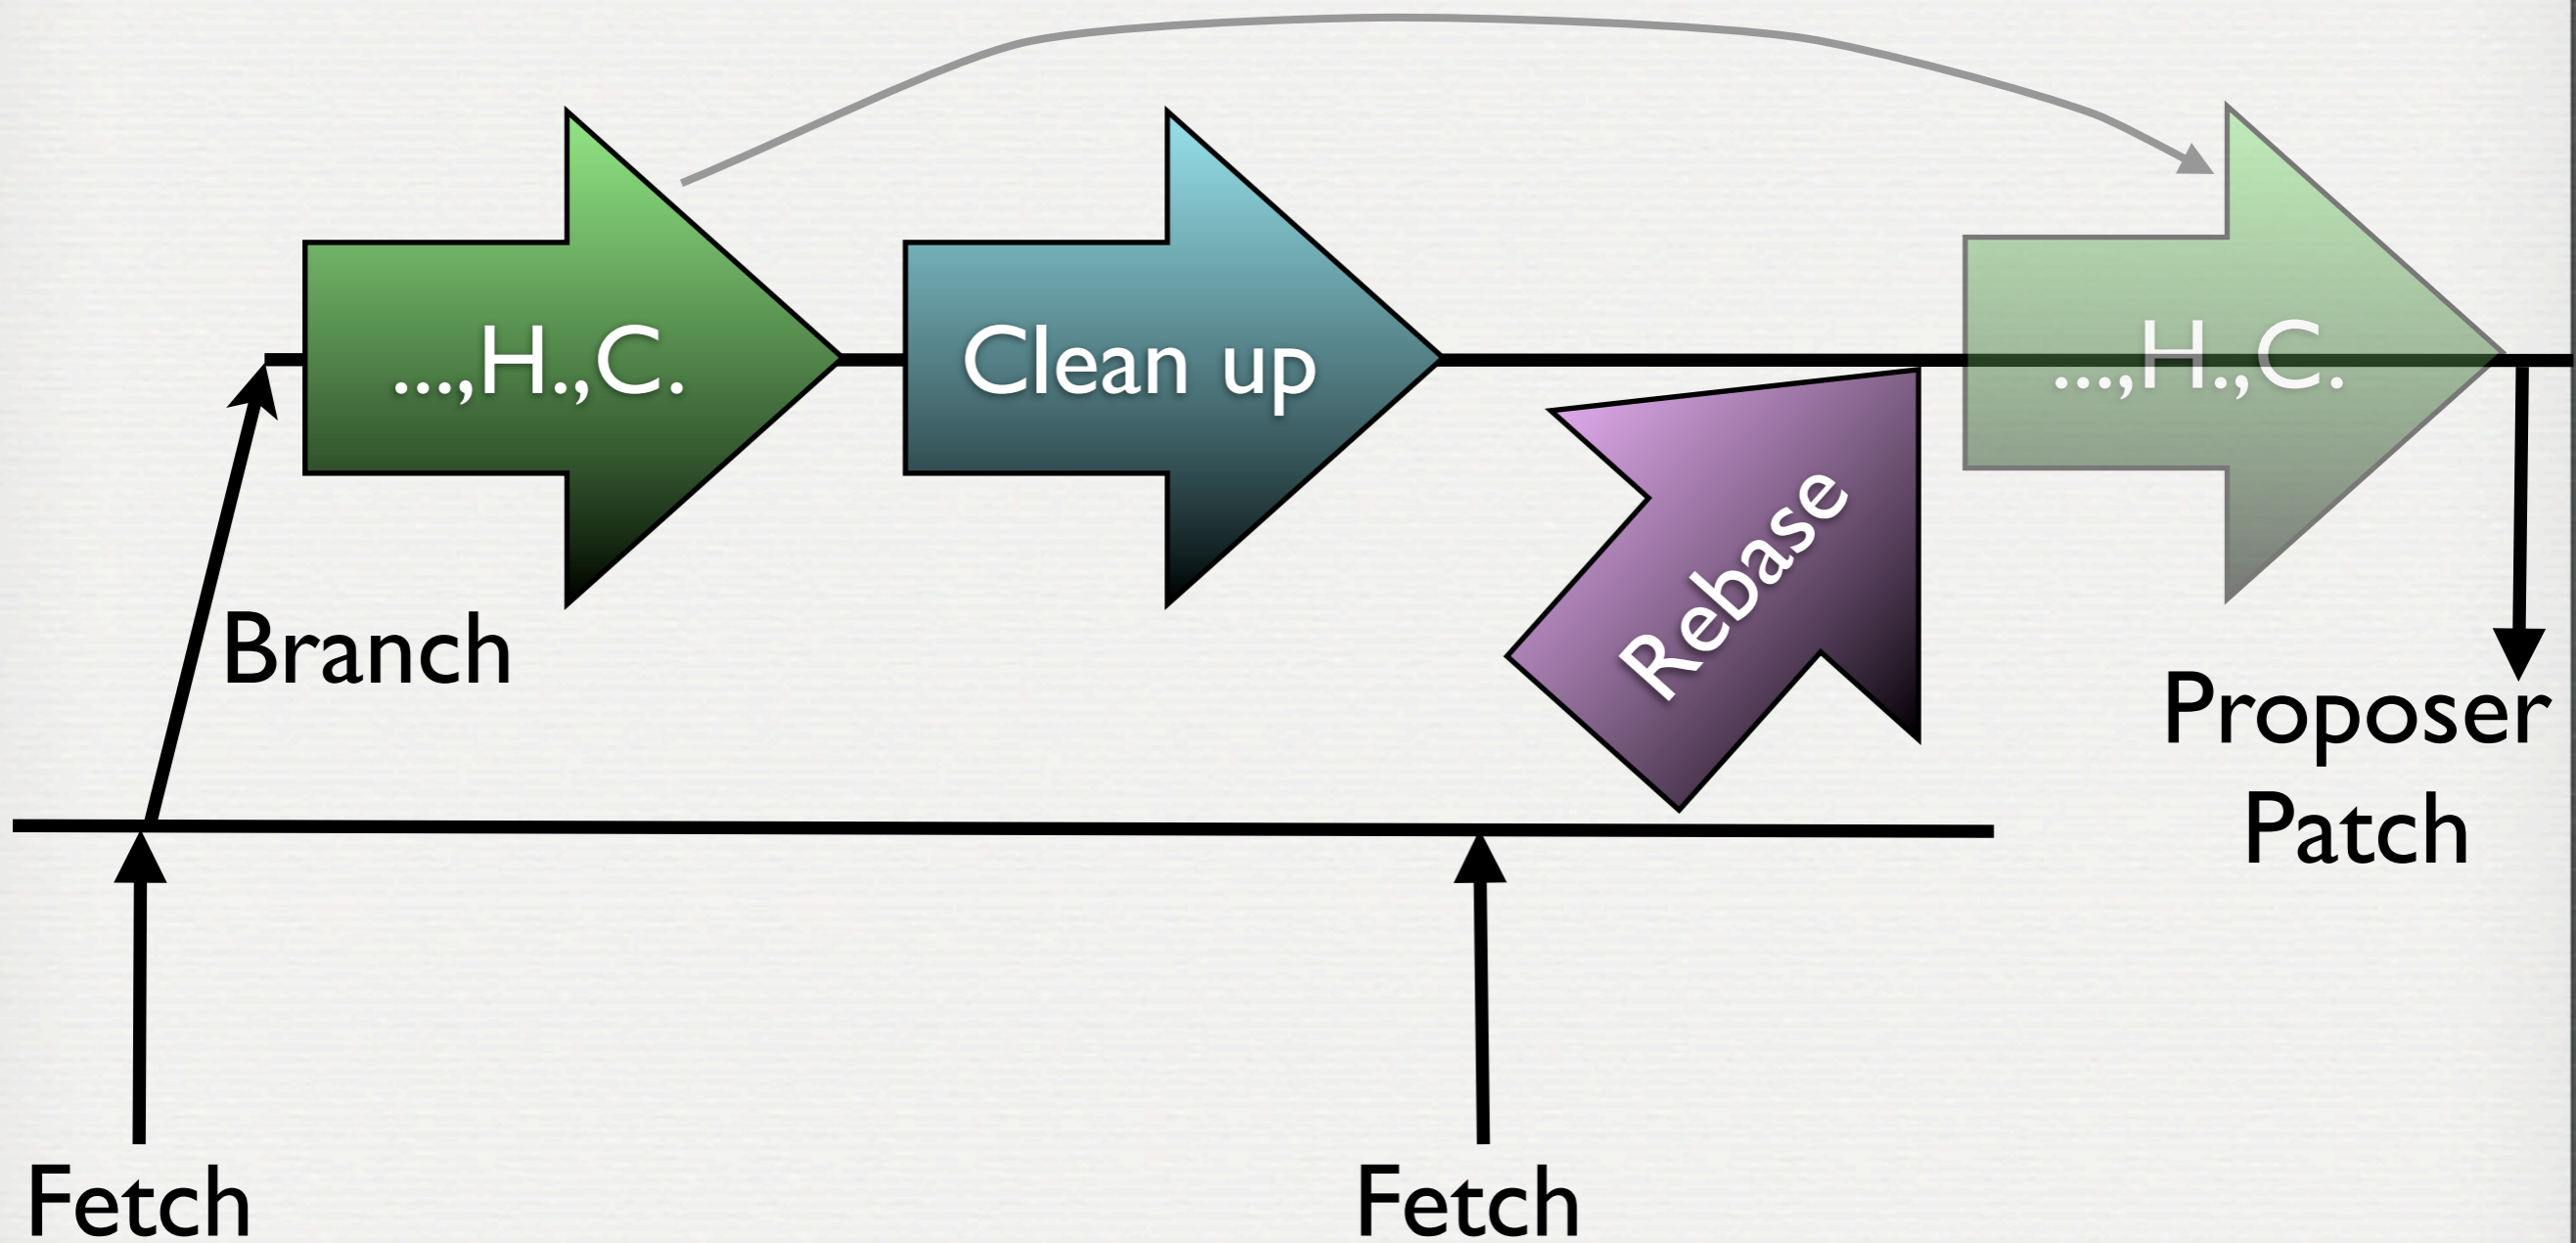 ...,H.,C.
Clean up
...,H.,C.
Rebase
Branch
Proposer
Patch
Fetch
Fetch